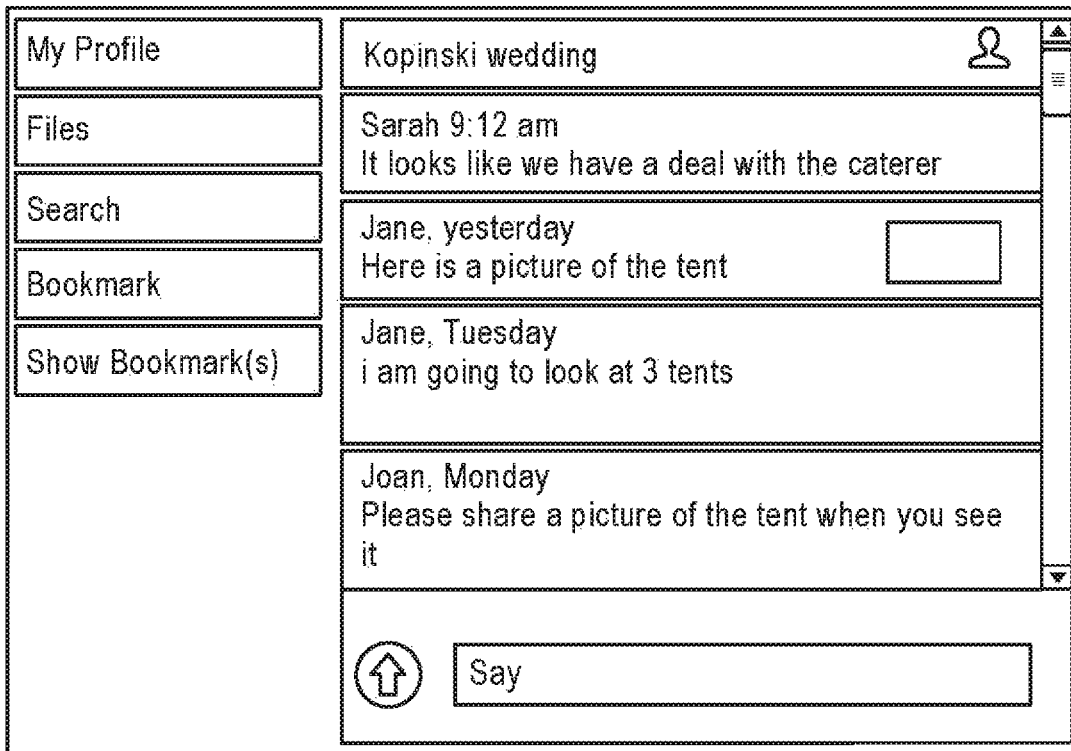 My Profile
Files
Search
Bookmark
Show Bookmark(s)
Kopinski wedding
Sarah 9:12 am
It looks like we have a deal with the caterer
Jane, yesterday
Here is a picture of the tent
Jane, Tuesday
i am going to look at 3 tents
Joan, Monday
Please share a picture of the tent when you see
it
Say